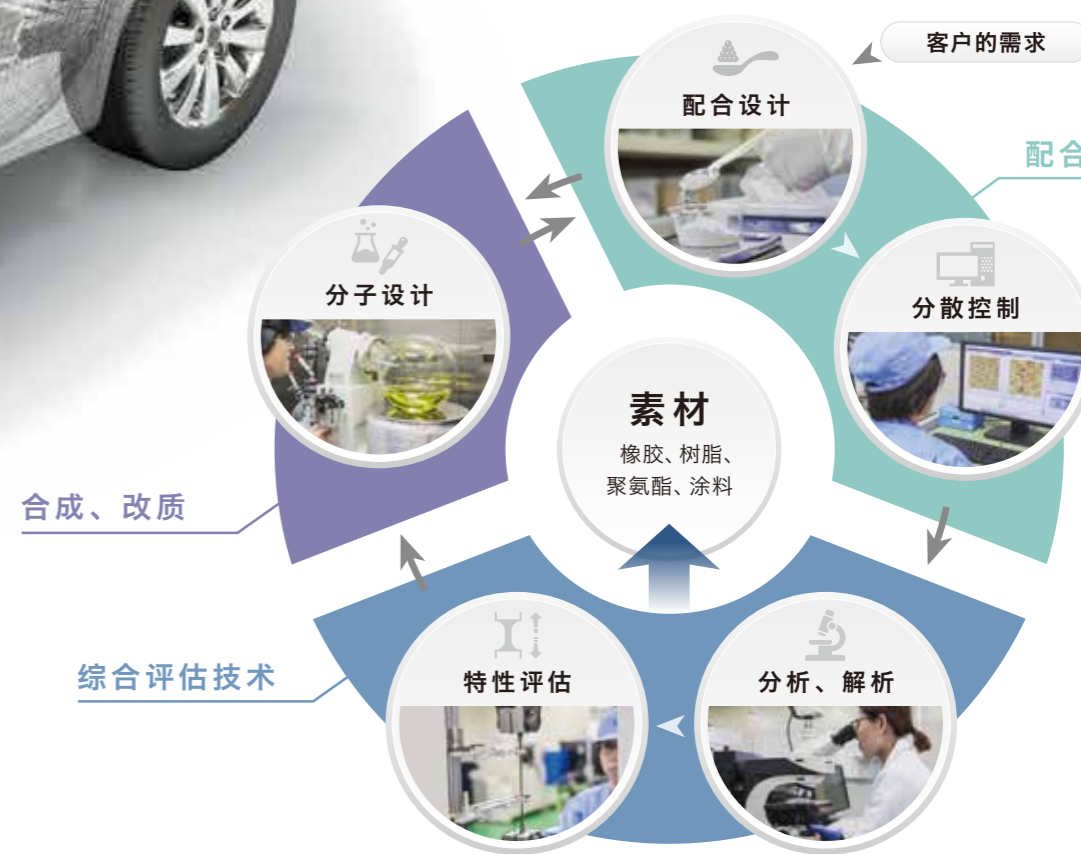 客户的需求
配合设计
配合
分子设计
分散控制
素材
橡胶、树脂、
聚氨酯、涂料
合成、改质
综合评估技术
特性评估
分析、解析